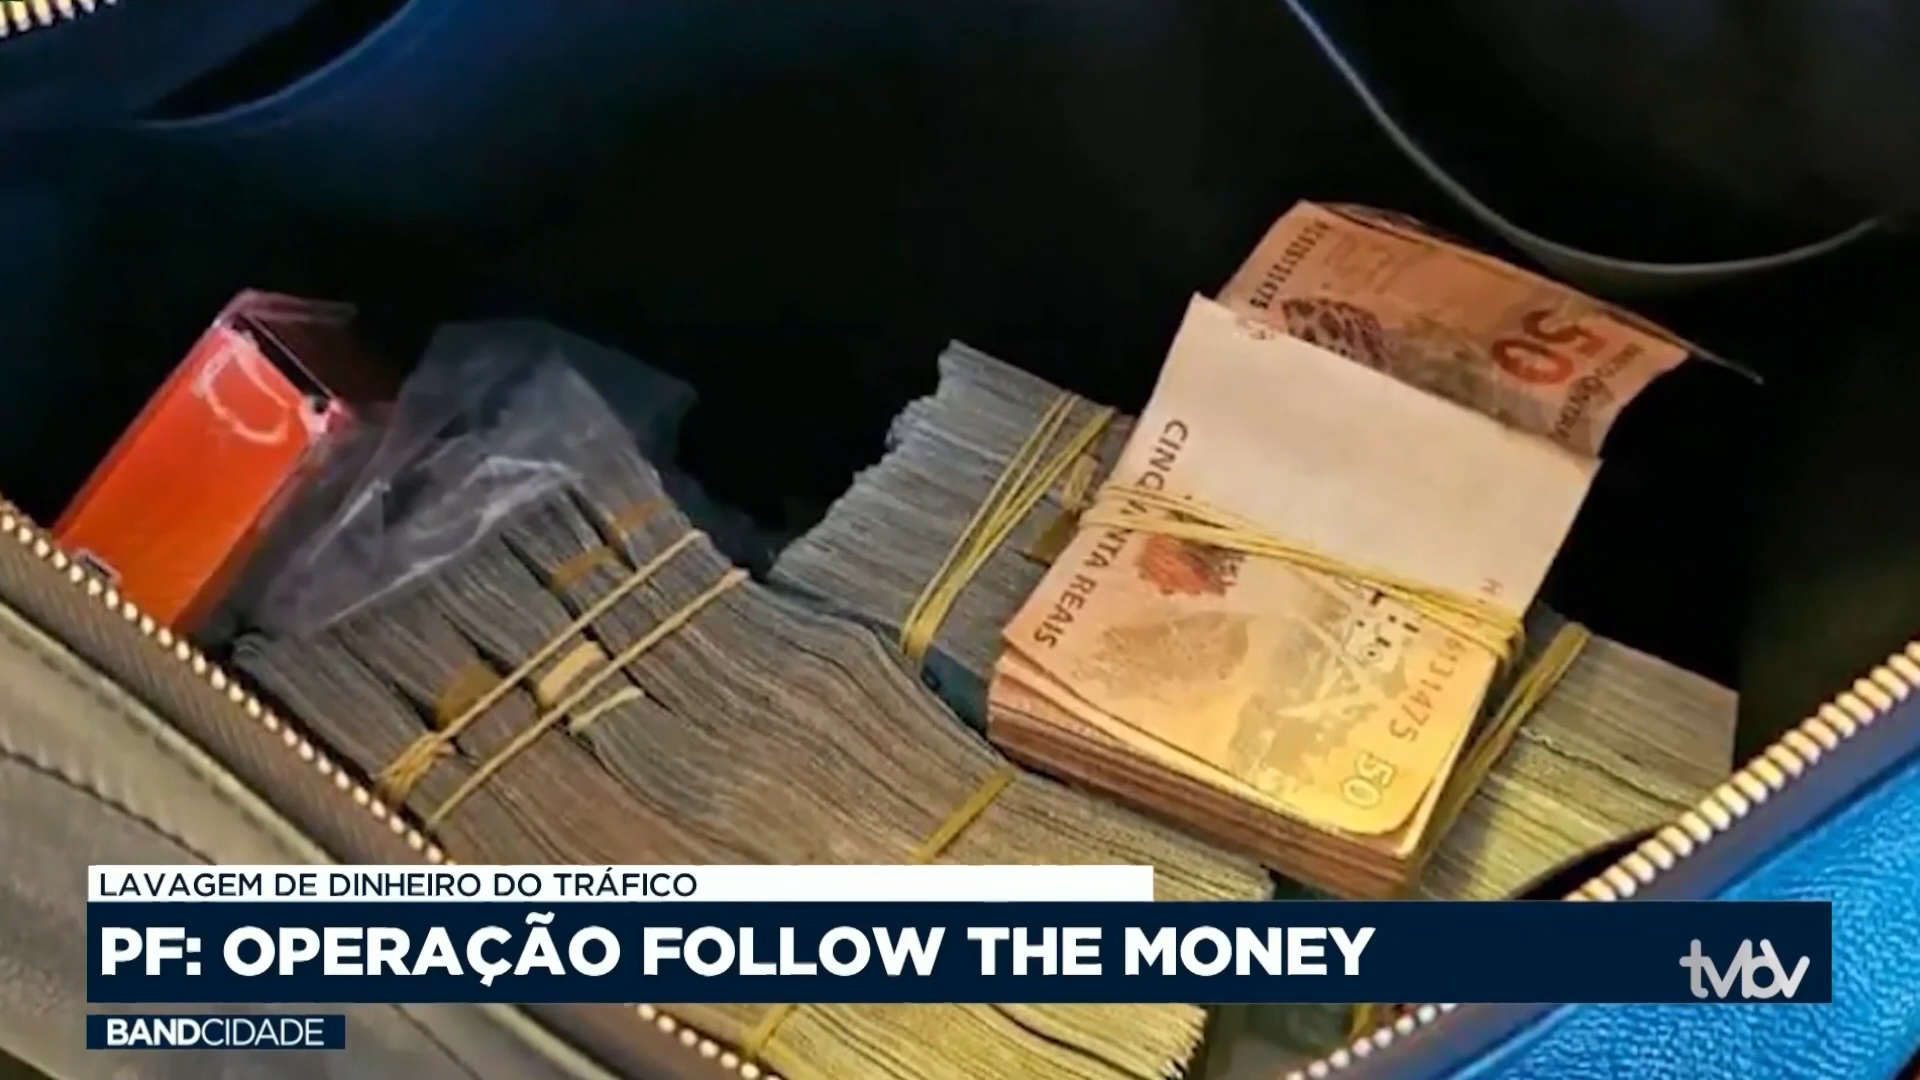 50
CINQUENTA REAIS
50
LAVAGEM DE DINHEIRO DO TRÁFICO
PF: OPERAÇÃO FOLLOW THE MONEY
tvbv
BANDCIDADE